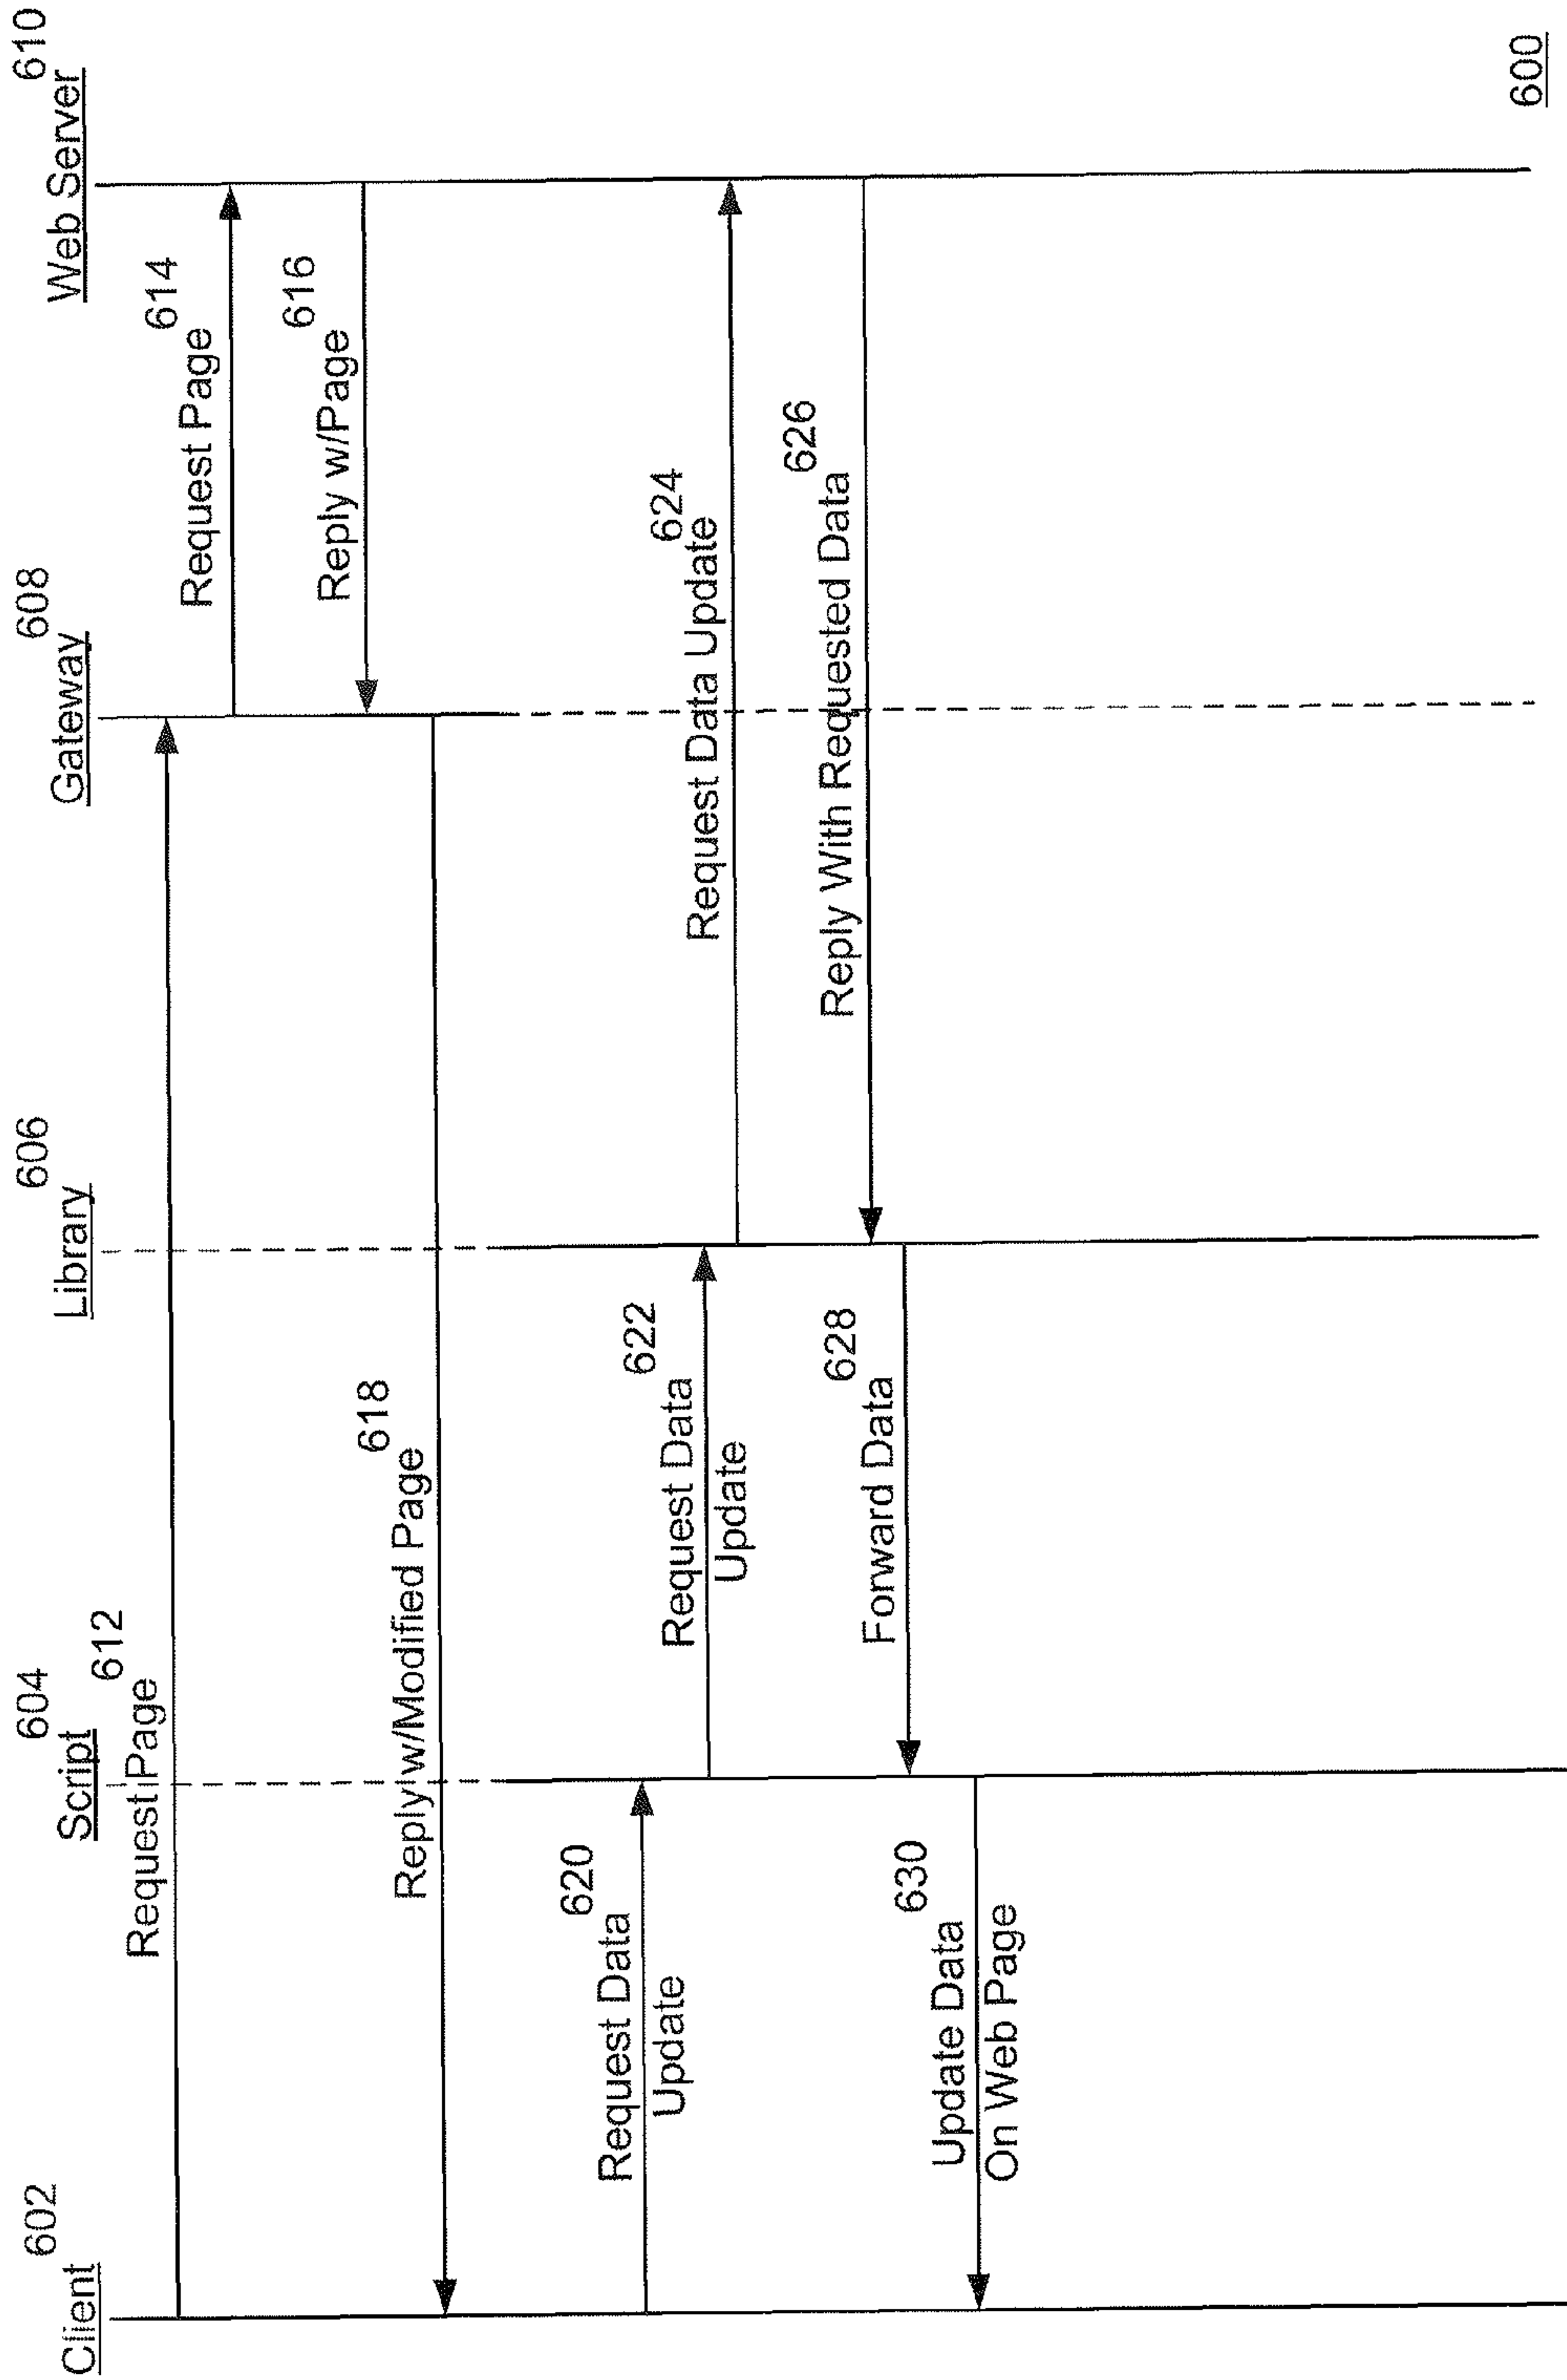 602
Client
604
Script
606
Library
608
Gateway
610
Web Server
612
Request Page
614
Request Page
616
Reply w/Page
618
Reply w/Modified Page
620
Request Data
Update
622
Request Data
Update
624
Request Data Update
626
Reply With Requested Data
628
Forward Data
630
Update Data
On Web Page
600